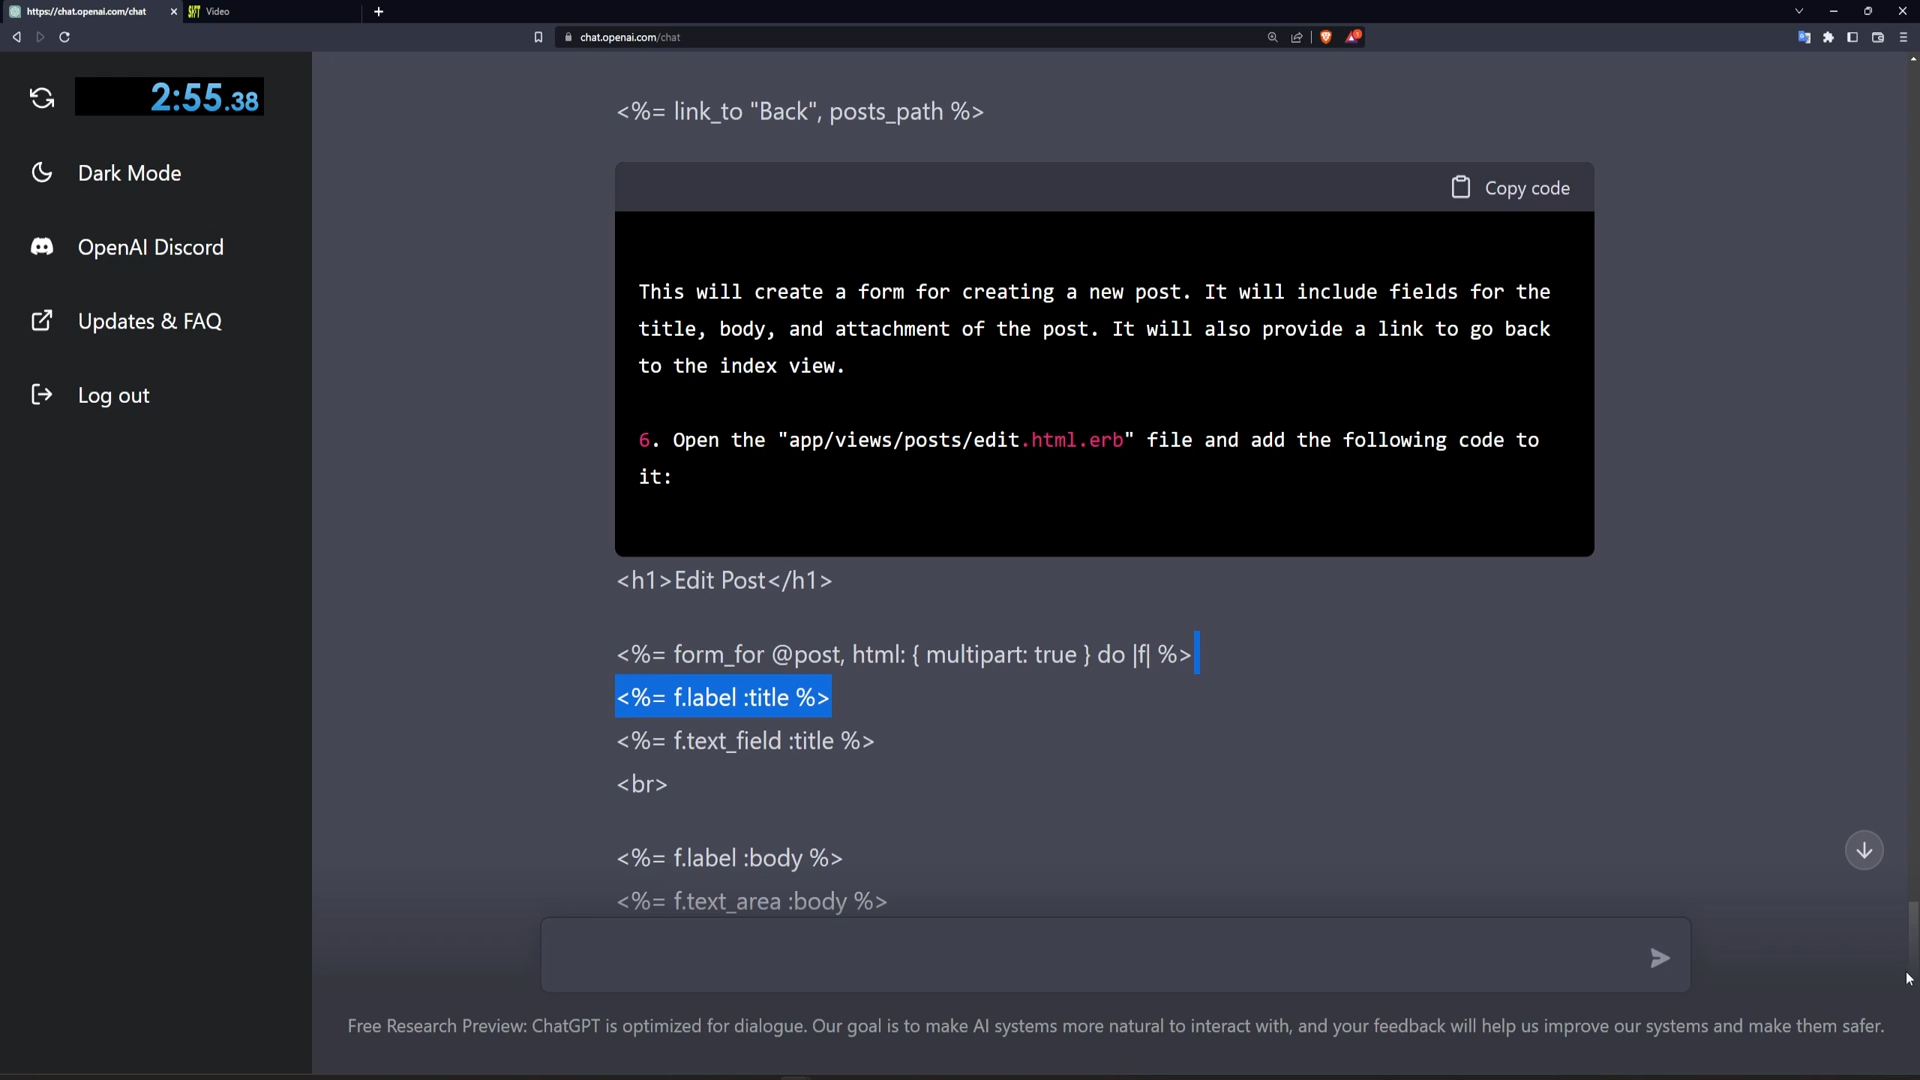 https://chat.openai.com/chat
Video
chat.openai.com/chat
2:55.38
Dark Mode
OpenAI Discord
Updates & FAQ
Log out
<%= link_to "Back", posts_path %>
Copy code
This will create a form for creating a new post. It will include fields for the
title, body, and attachment of the post. It will also provide a link to go back
to the index view.
6. Open the "app/views/posts/edit.html.erb" file and add the following code to
it:
<h1>Edit Post</h1>
<%= form_for @post, html: { multipart: true } do |f| %>
<%= f.label :title %>
<%= f.text_field :title %>
<br>
<%= f.label :body %>
<%= f.text_area :body %>
Free Research Preview: ChatGPT is optimized for dialogue. Our goal is to make AI systems more natural to interact with, and your feedback will help us improve our systems and make them safer.